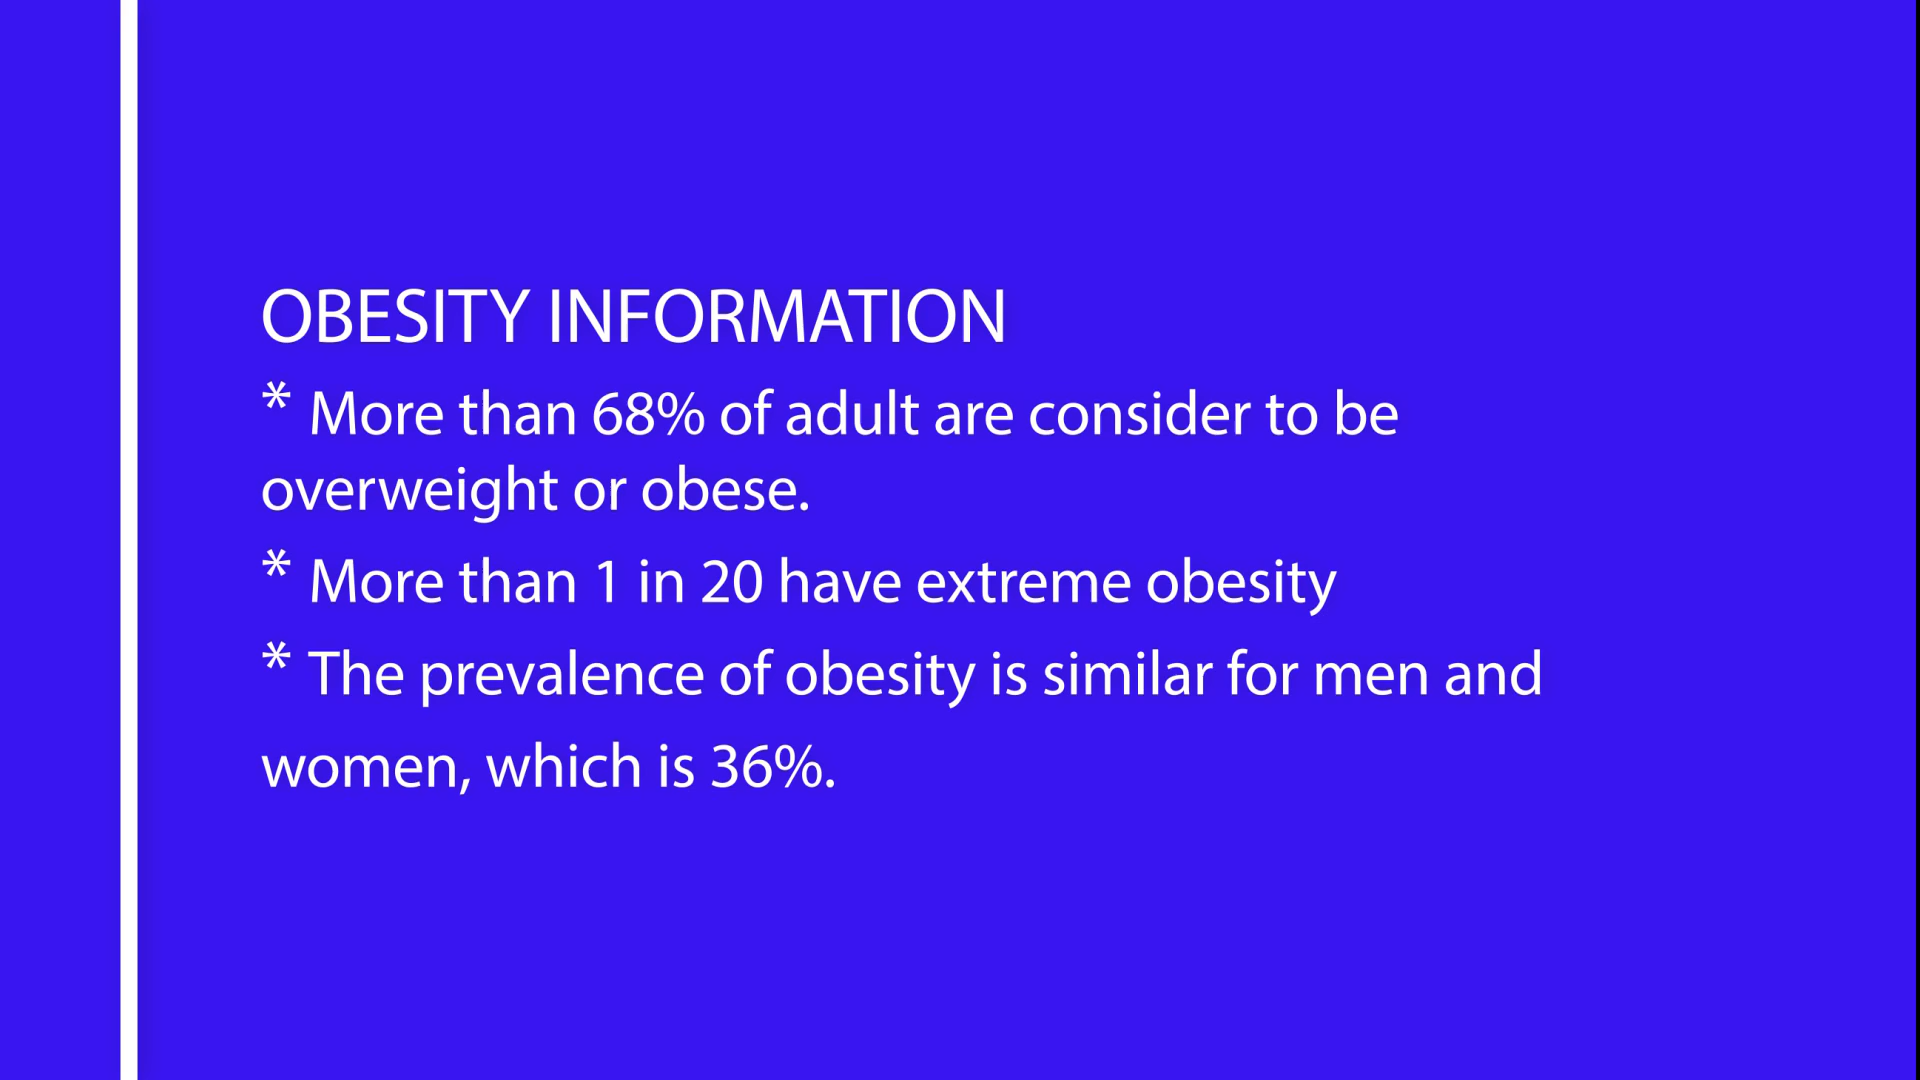 OBESITY INFORMATION
* More than 68% of adult are consider to be
overweight or obese.
* More than 1 in 20 have extreme obesity
* The prevalence of obesity is similar for men and
women, which is 36%.